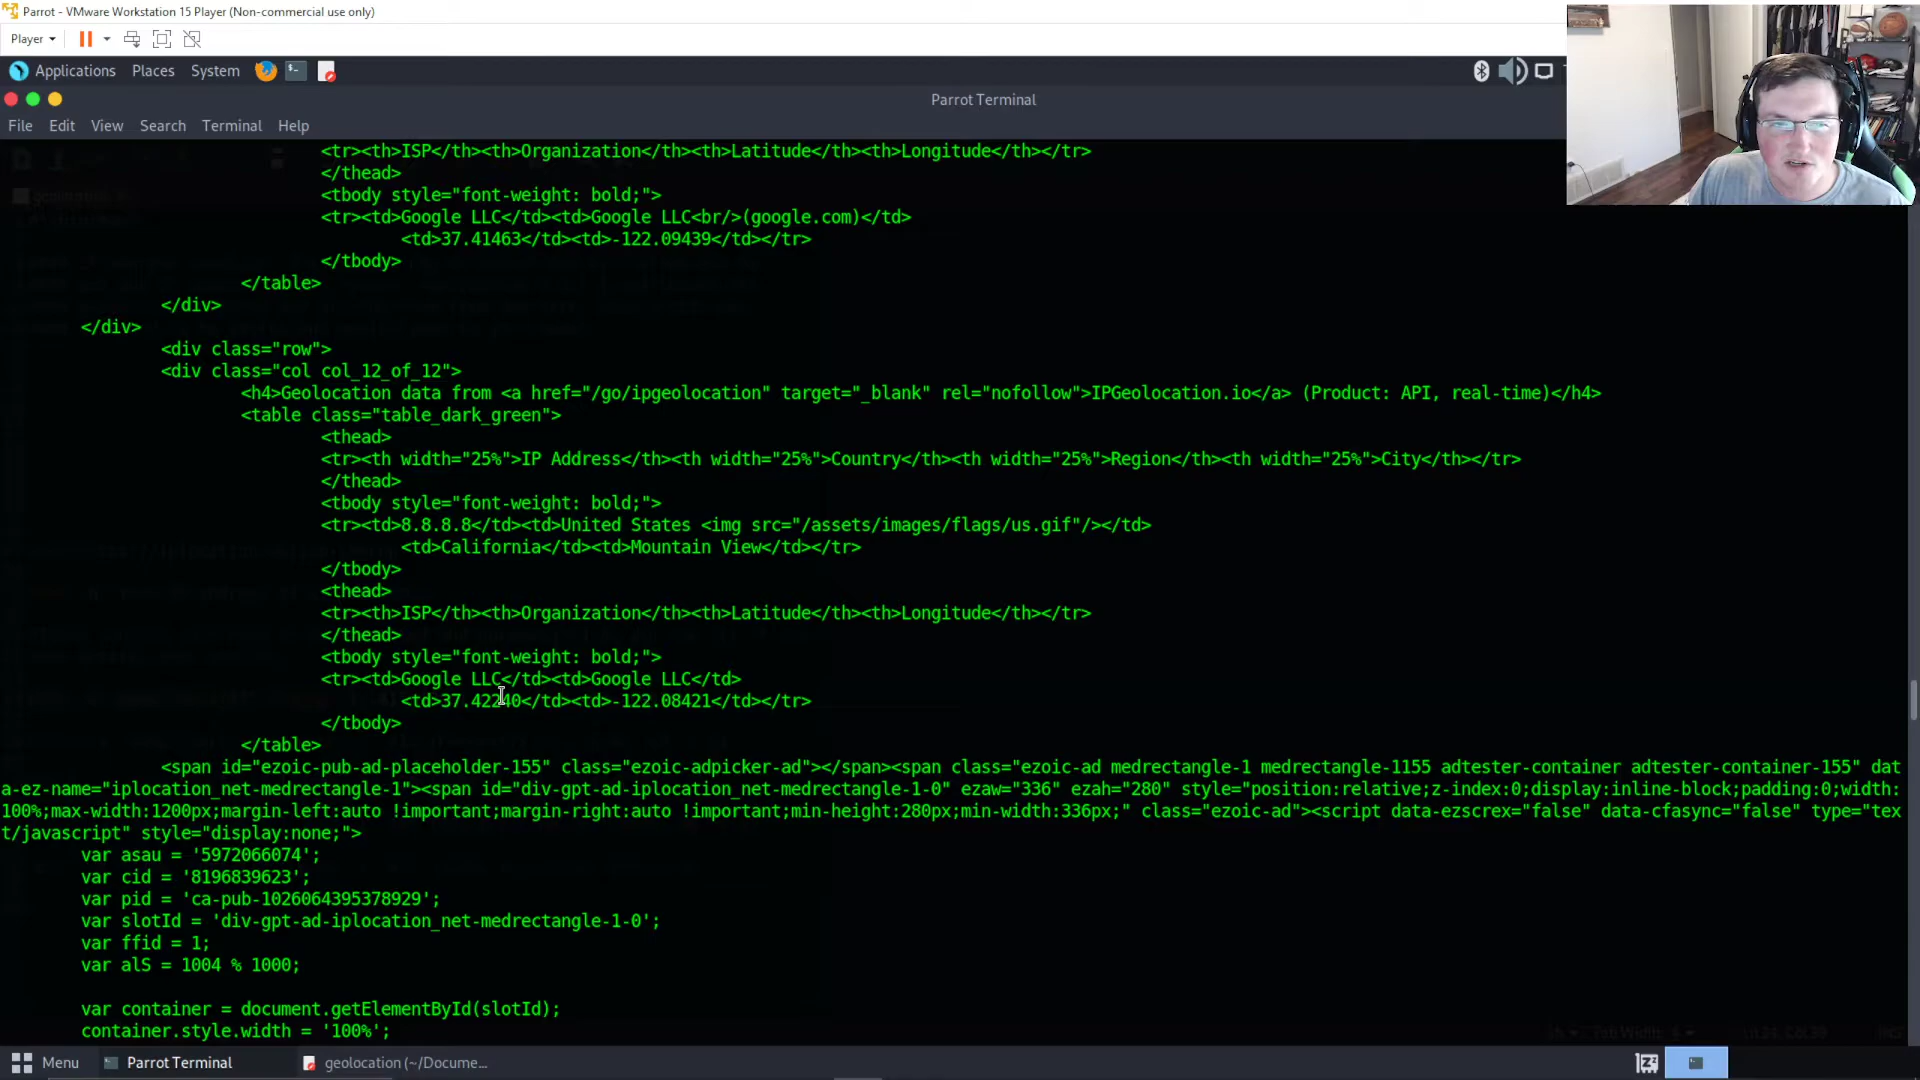 Parrot - VMware Workstation 15 Player (Non-commercial use only)
Player
Applications Places System
Parrot Terminal
File Edit View Search Terminal Help
<tr><th>ISP</th><th>Organization</th><th>Latitude</th><th>Longitude</th></tr>
</thead>
<tbody style="font-weight: bold;">
<tr><td>Google LLC</td><td>Google LLC<br/>(google.com)</td>
<td>37.41463</td><td>-122.09439</td></tr>
</tbody>
</table>
</div>
</div>
<div class="row">
<div class="col col_12_of_12">
<h4>Geolocation data from <a href="/go/ipgeolocation" target="_blank" rel="nofollow">IPGeolocation.io</a> (Product: API, real-time)</h4>
<table class="table_dark_green">
<thead>
<tr><th width="25%">IP Address</th><th width="25%">Country</th><th width="25%">Region</th><th width="25%">City</th></tr>
</thead>
<tbody style="font-weight: bold;">
<tr><td>8.8.8.8</td><td>United States <img src="/assets/images/flags/us.gif"/></td>
<td>California</td><td>Mountain View</td></tr>
</tbody>
<thead>
<tr><th>ISP</th><th>Organization</th><th>Latitude</th><th>Longitude</th></tr>
</thead>
<tbody style="font-weight: bold;">
<tr><td>Google LLC</td><td>Google LLC</td>
<td>37.42240</td><td>-122.08421</td></tr>
</tbody>
</table>
<span id="ezoic-pub-ad-placeholder-155" class="ezoic-adpicker-ad"></span><span class="ezoic-ad medrectangle-1 medrectangle-1155 adtester-container adtester-container-155" dat
a-ez-name="iplocation_net-medrectangle-1"><span id="div-gpt-ad-iplocation_net-medrectangle-1-0" ezaw="336" ezah="280" style="position:relative;z-index:0;display:inline-block;padding:0;width:
100%;max-width:1200px;margin-left:auto !important;margin-right:auto !important;min-height:280px;min-width:336px;" class="ezoic-ad"><script data-ezscrex="false" data-cfasync="false" type="tex
t/javascript" style="display:none;">
var asau = '5972066074';
var cid = '8196839623';
var pid = 'ca-pub-1026064395378929';
var slotId = 'div-gpt-ad-iplocation_net-medrectangle-1-0';
var ffid = 1;
var alS = 1004 % 1000;
var container = document.getElementById(slotId);
container.style.width = '100%';
Menu Parrot Terminal geolocation (~/Docume...